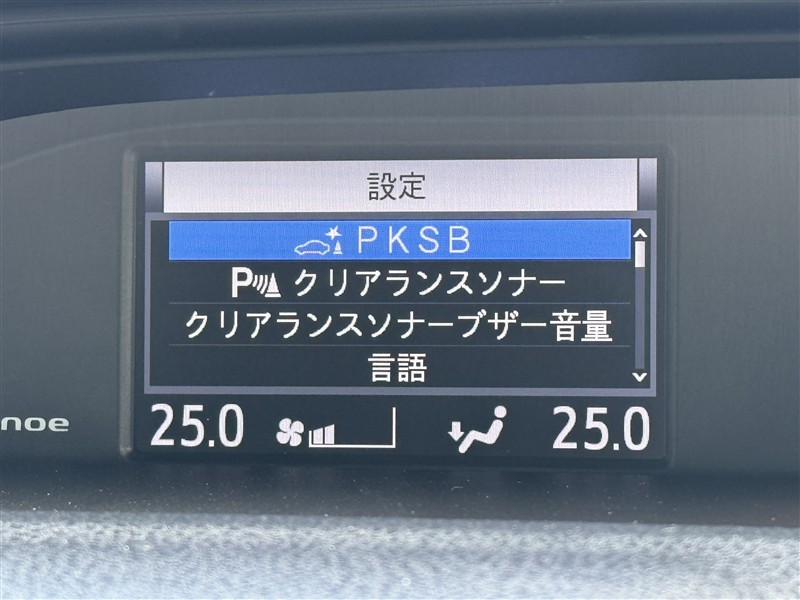 設定
PKSB
P クリアランスソナー
クリアランスソナーブザー音量
言語
noe
25.0 25.0